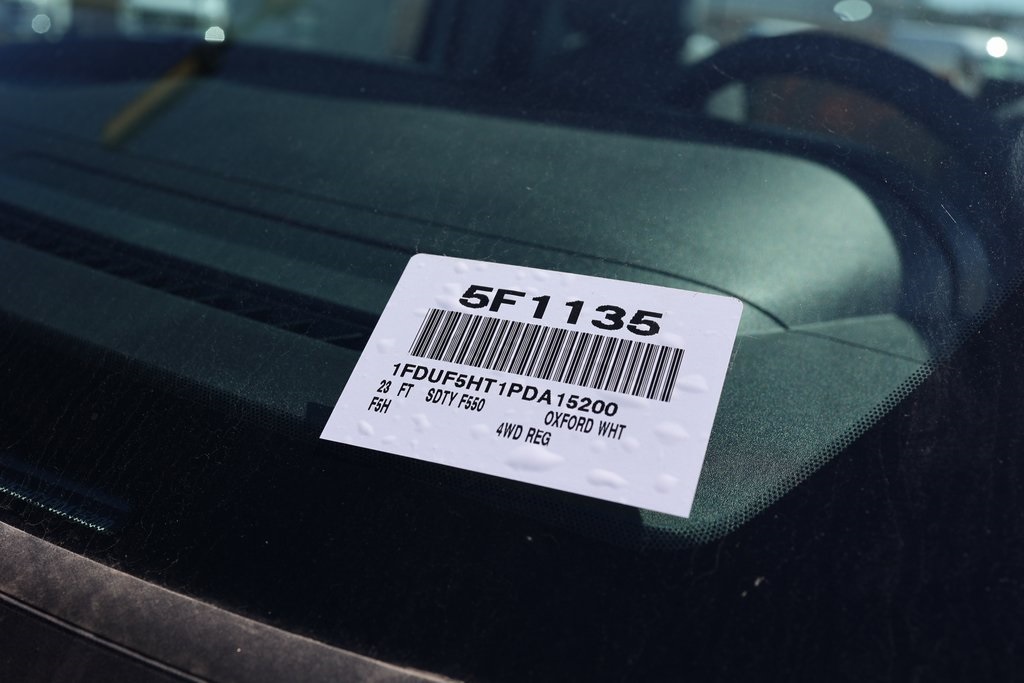 5F1135
1FDUF5HT1PDA15200
23 FT SDTY F550 OXFORD WHT
F5H 4WD REG